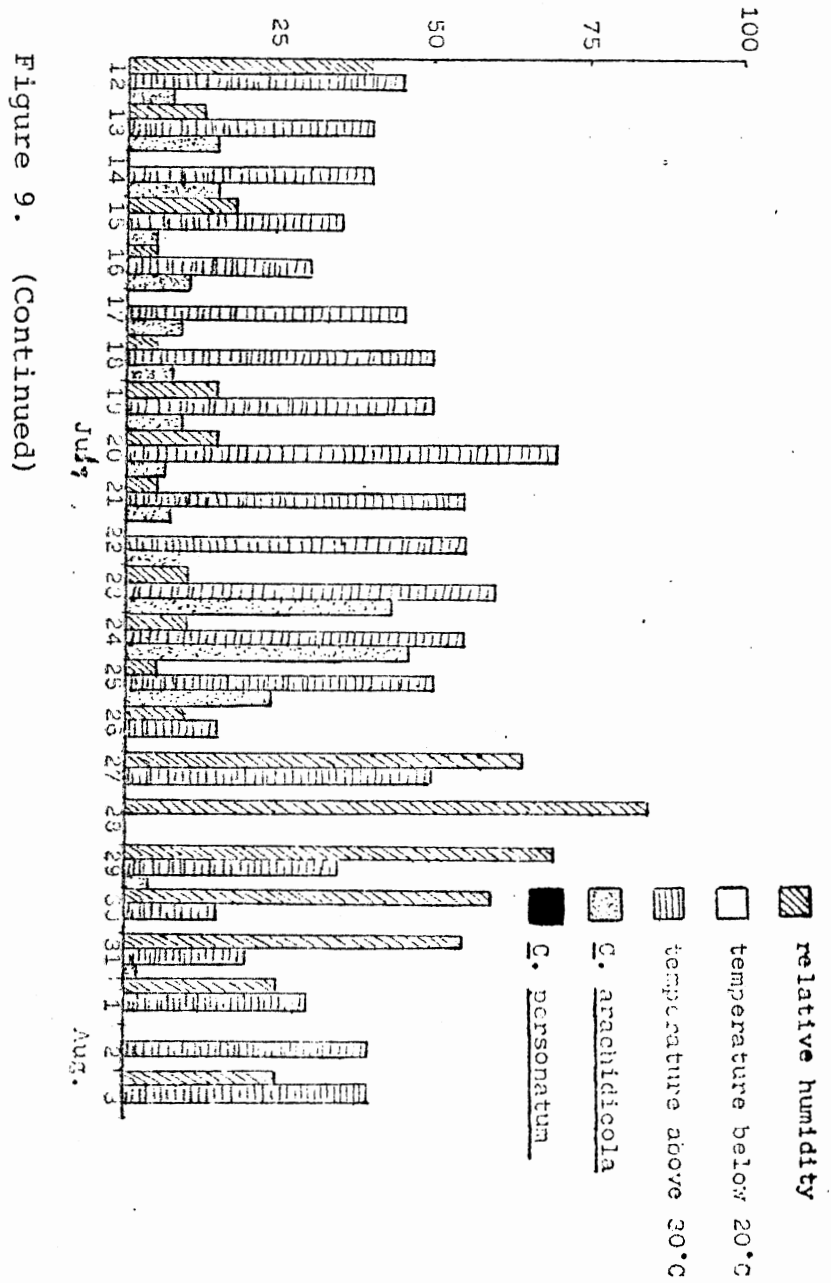 100
75
50
25
12 13 14 15 16 17 18 19 20 21 22 23 24 25 26 27 28 29 30 31 1 2 3
July Aug.
relative humidity
temperature below 20°C
temperature above 30°C
C. arachidicola
C. personatum
Figure 9. (Continued)